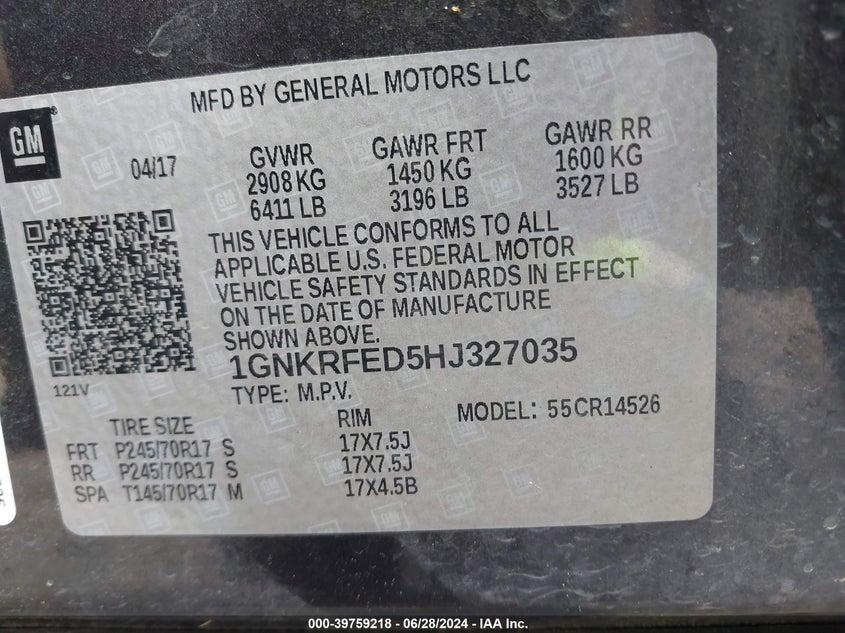 MFD BY GENERAL MOTORS LLC
GM
04/17
GVWR GAWR FRT GAWR RR
2908 KG 1450 KG 1600 KG
6411 LB 3196 LB 3527 LB
THIS VEHICLE CONFORMS TO ALL
APPLICABLE U.S. FEDERAL MOTOR
VEHICLE SAFETY STANDARDS IN EFFECT
ON THE DATE OF MANUFACTURE
SHOWN ABOVE.
1GNKRFED5HJ327035
121V
TYPE: M.P.V.
MODEL: 55CR14526
TIRE SIZE RIM
FRT P245/70R17 S 17X7.5J
RR P245/70R17 S 17X7.5J
SPA T145/70R17 M 17X4.5B
000-39759218 - 06/28/2024 - IAA Inc.